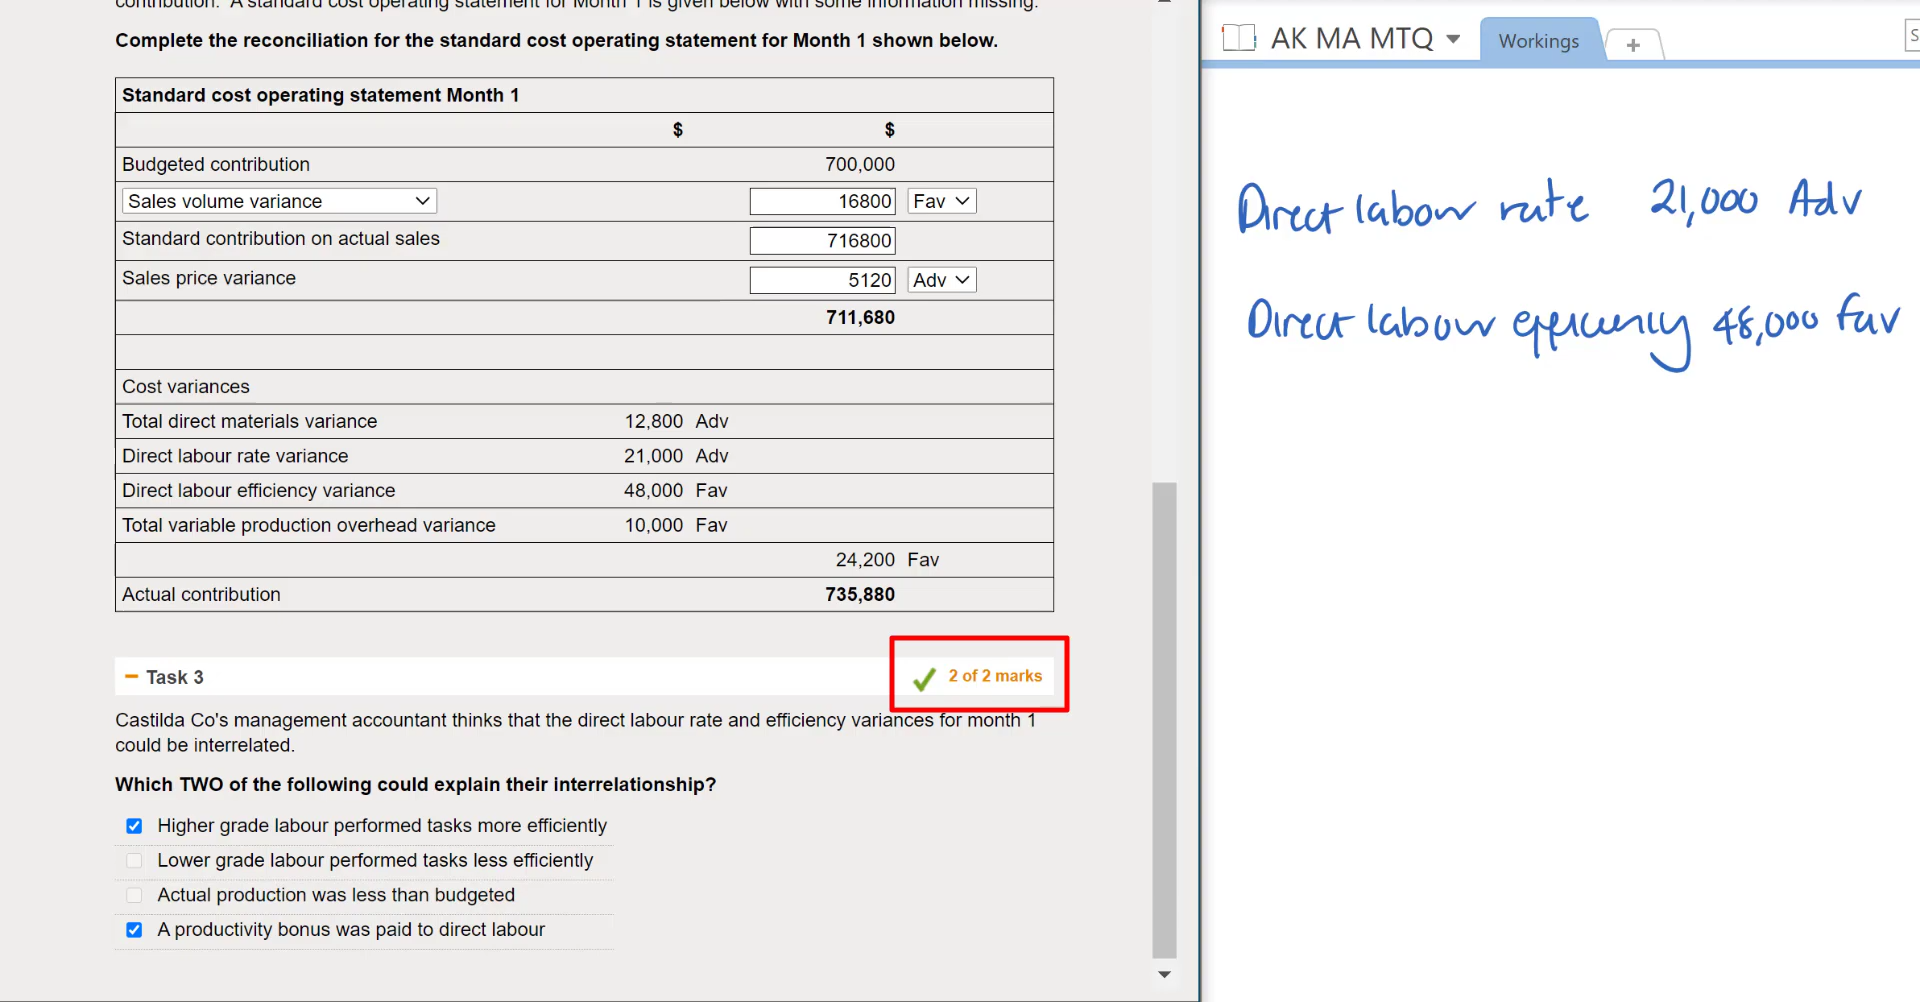 contribution. A standard cost operating statement for Month 1 is given below with some information missing.
Complete the reconciliation for the standard cost operating statement for Month 1 shown below.
Standard cost operating statement Month 1
$ $
Budgeted contribution 700,000
Sales volume variance 16800 Fav
Standard contribution on actual sales 716800
Sales price variance 5120 Adv
711,680
Cost variances
Total direct materials variance 12,800 Adv
Direct labour rate variance 21,000 Adv
Direct labour efficiency variance 48,000 Fav
Total variable production overhead variance 10,000 Fav
24,200 Fav
Actual contribution 735,880
Task 3 2 of 2 marks
Castilda Co's management accountant thinks that the direct labour rate and efficiency variances for month 1
could be interrelated.
Which TWO of the following could explain their interrelationship?
Higher grade labour performed tasks more efficiently
Lower grade labour performed tasks less efficiently
Actual production was less than budgeted
A productivity bonus was paid to direct labour
AK MA MTQ Workings + S
Direct labour rate 21,000 Adv
Direct labour efficiency 48,000 Fav